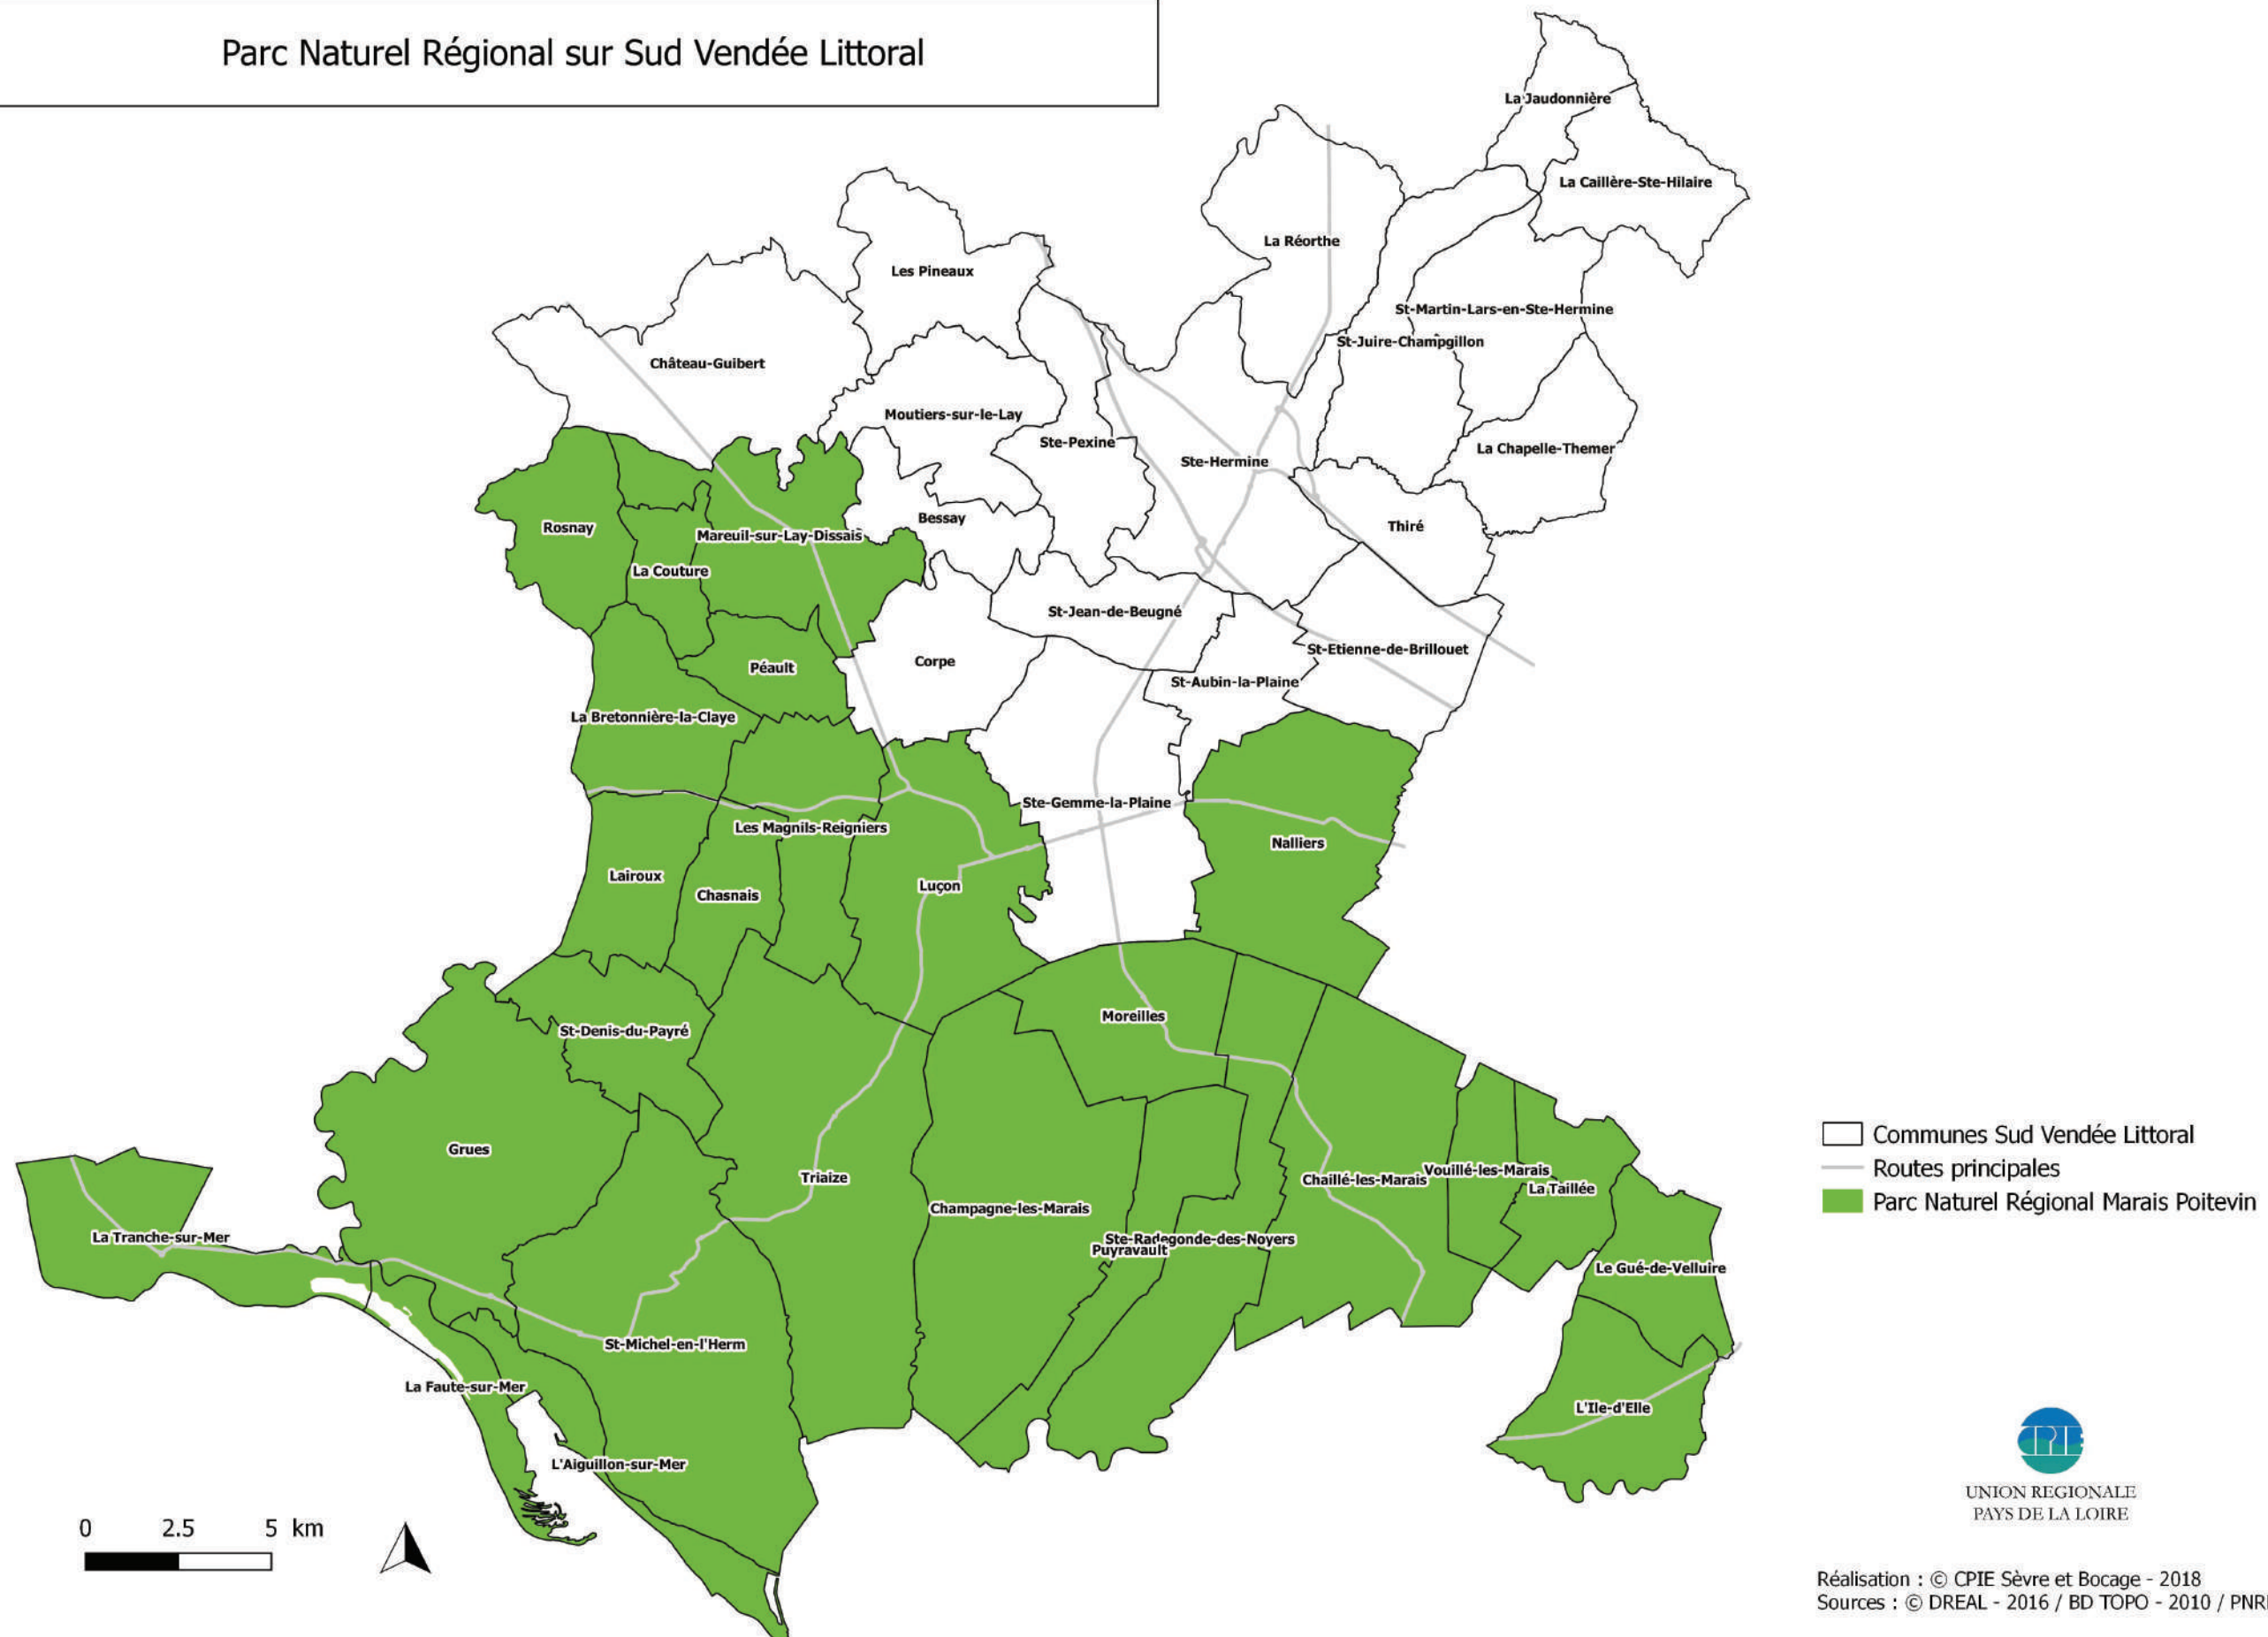 Parc Naturel Régional sur Sud Vendée Littoral
La Jaudonnière
La Caillère-Ste-Hilaire
La Réorthe
Les Pineaux
St-Martin-Lars-en-Ste-Hermine
St-Juire-Champgillon
Château-Guibert
Moutiers-sur-le-Lay
Ste-Pexine
La Chapelle-Themer
Ste-Hermine
Bessay
Thiré
Rosnay
Mareuil-sur-Lay-Dissais
La Couture
St-Jean-de-Beugné
St-Etienne-de-Brillouet
Corpe
Péault
St-Aubin-la-Plaine
La Bretonnière-la-Claye
Ste-Gemme-la-Plaine
Les Magnils-Reigniers
Nalliers
Lairoux
Luçon
Chasnais
Moreilles
St-Denis-du-Payré
Grues
Triaize
Vouillé-les-Marais
Chaillé-les-Marais
La Taillée
Champagne-les-Marais
La Tranche-sur-Mer
Ste-Radegonde-des-Noyers
Puyravault
Le Gué-de-Velluire
St-Michel-en-l'Herm
La Faute-sur-Mer
L'Ile-d'Elle
L'Aiguillon-sur-Mer
Communes Sud Vendée Littoral
Routes principales
Parc Naturel Régional Marais Poitevin
0 2.5 5 km
CPIE
UNION REGIONALE
PAYS DE LA LOIRE
Réalisation : © CPIE Sèvre et Bocage - 2018
Sources : © DREAL - 2016 / BD TOPO - 2010 / PNR